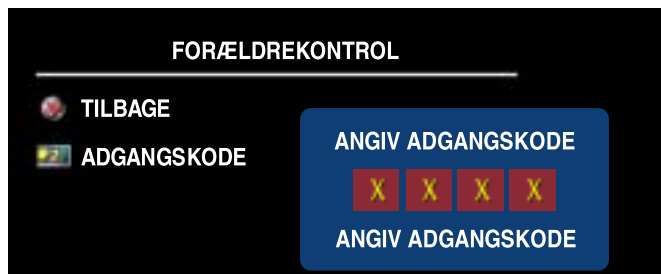 FORÆLDREKONTROL
TILBAGE
ADGANGSKODE
ANGIV ADGANGSKODE
X X X X
ANGIV ADGANGSKODE